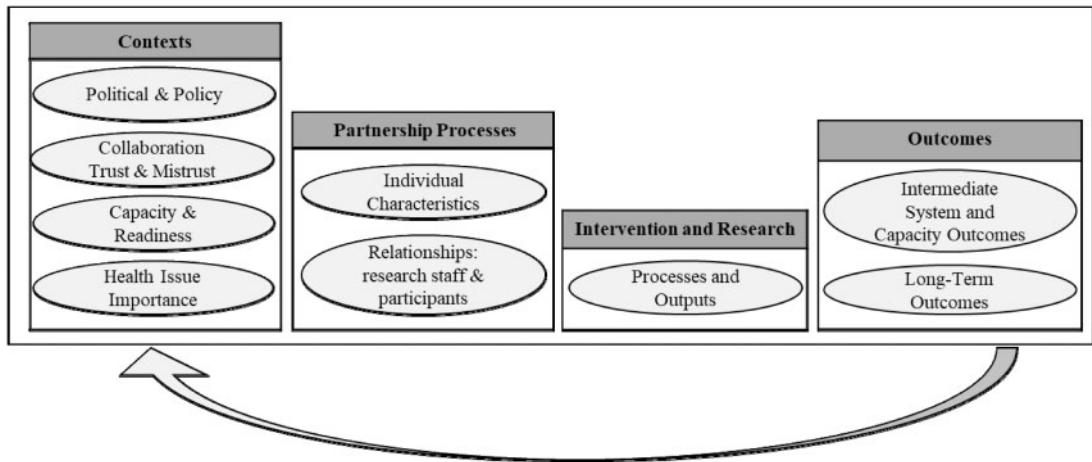 Contexts
Political & Policy
Collaboration
Trust & Mistrust
Capacity &
Readiness
Health Issue
Importance
Partnership Processes
Individual
Characteristics
Relationships:
research staff &
participants
Intervention and Research
Processes and
Outputs
Outcomes
Intermediate
System and
Capacity Outcomes
Long-Term
Outcomes